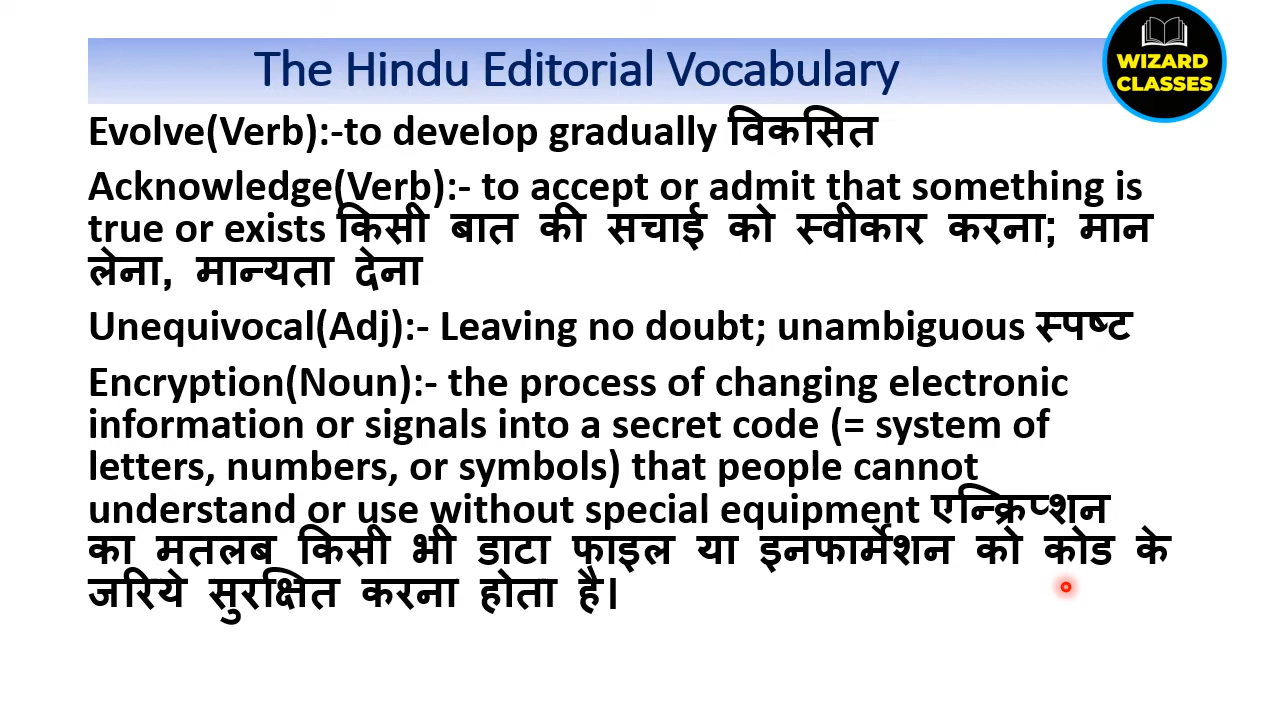 The Hindu Editorial Vocabulary
WIZARD
CLASSES
Evolve(Verb):-to develop gradually विकसित
Acknowledge(Verb):- to accept or admit that something is
true or exists किसी बात की सचाई को स्वीकार करना; मान
लेना, मान्यता देना
Unequivocal(Adj):- Leaving no doubt; unambiguous स्पष्ट
Encryption(Noun):- the process of changing electronic
information or signals into a secret code (= system of
letters, numbers, or symbols) that people cannot
understand or use without special equipment एन्क्रिप्शन
का मतलब किसी भी डाटा फाइल या इनफार्मेशन को कोड के
जरिये सुरक्षित करना होता है।